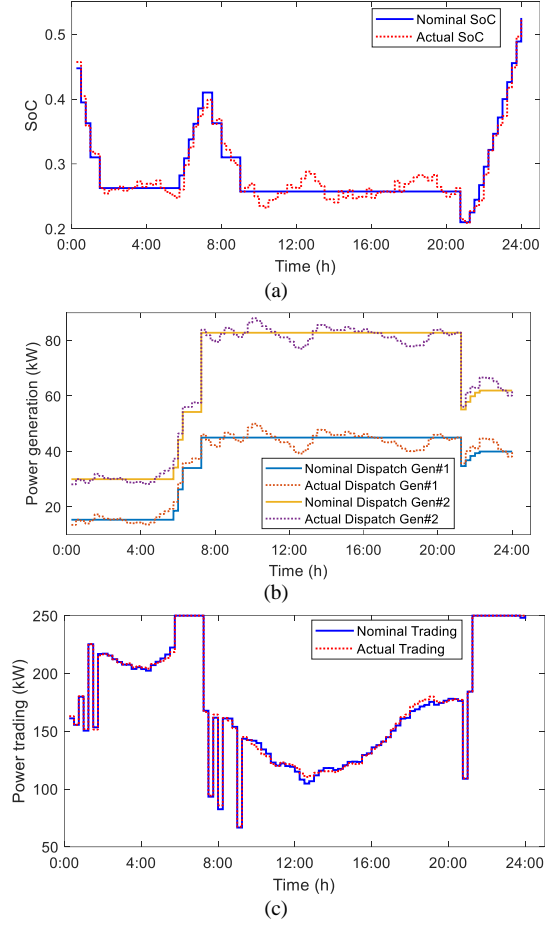 0.5
0.4
0.3
0.2
SoC
Nominal SoC
Actual SoC
0:00 4:00 8:00 12:00 16:00 20:00 24:00
Time (h)
(a)
80
60
40
20
Power generation (kW)
Nominal Dispatch Gen#1
Actual Dispatch Gen#1
Nominal Dispatch Gen#2
Actual Dispatch Gen#2
0:00 4:00 8:00 12:00 16:00 20:00 24:00
Time (h)
(b)
250
200
150
100
50
Power trading (kW)
Nominal Trading
Actual Trading
0:00 4:00 8:00 12:00 16:00 20:00 24:00
Time (h)
(c)